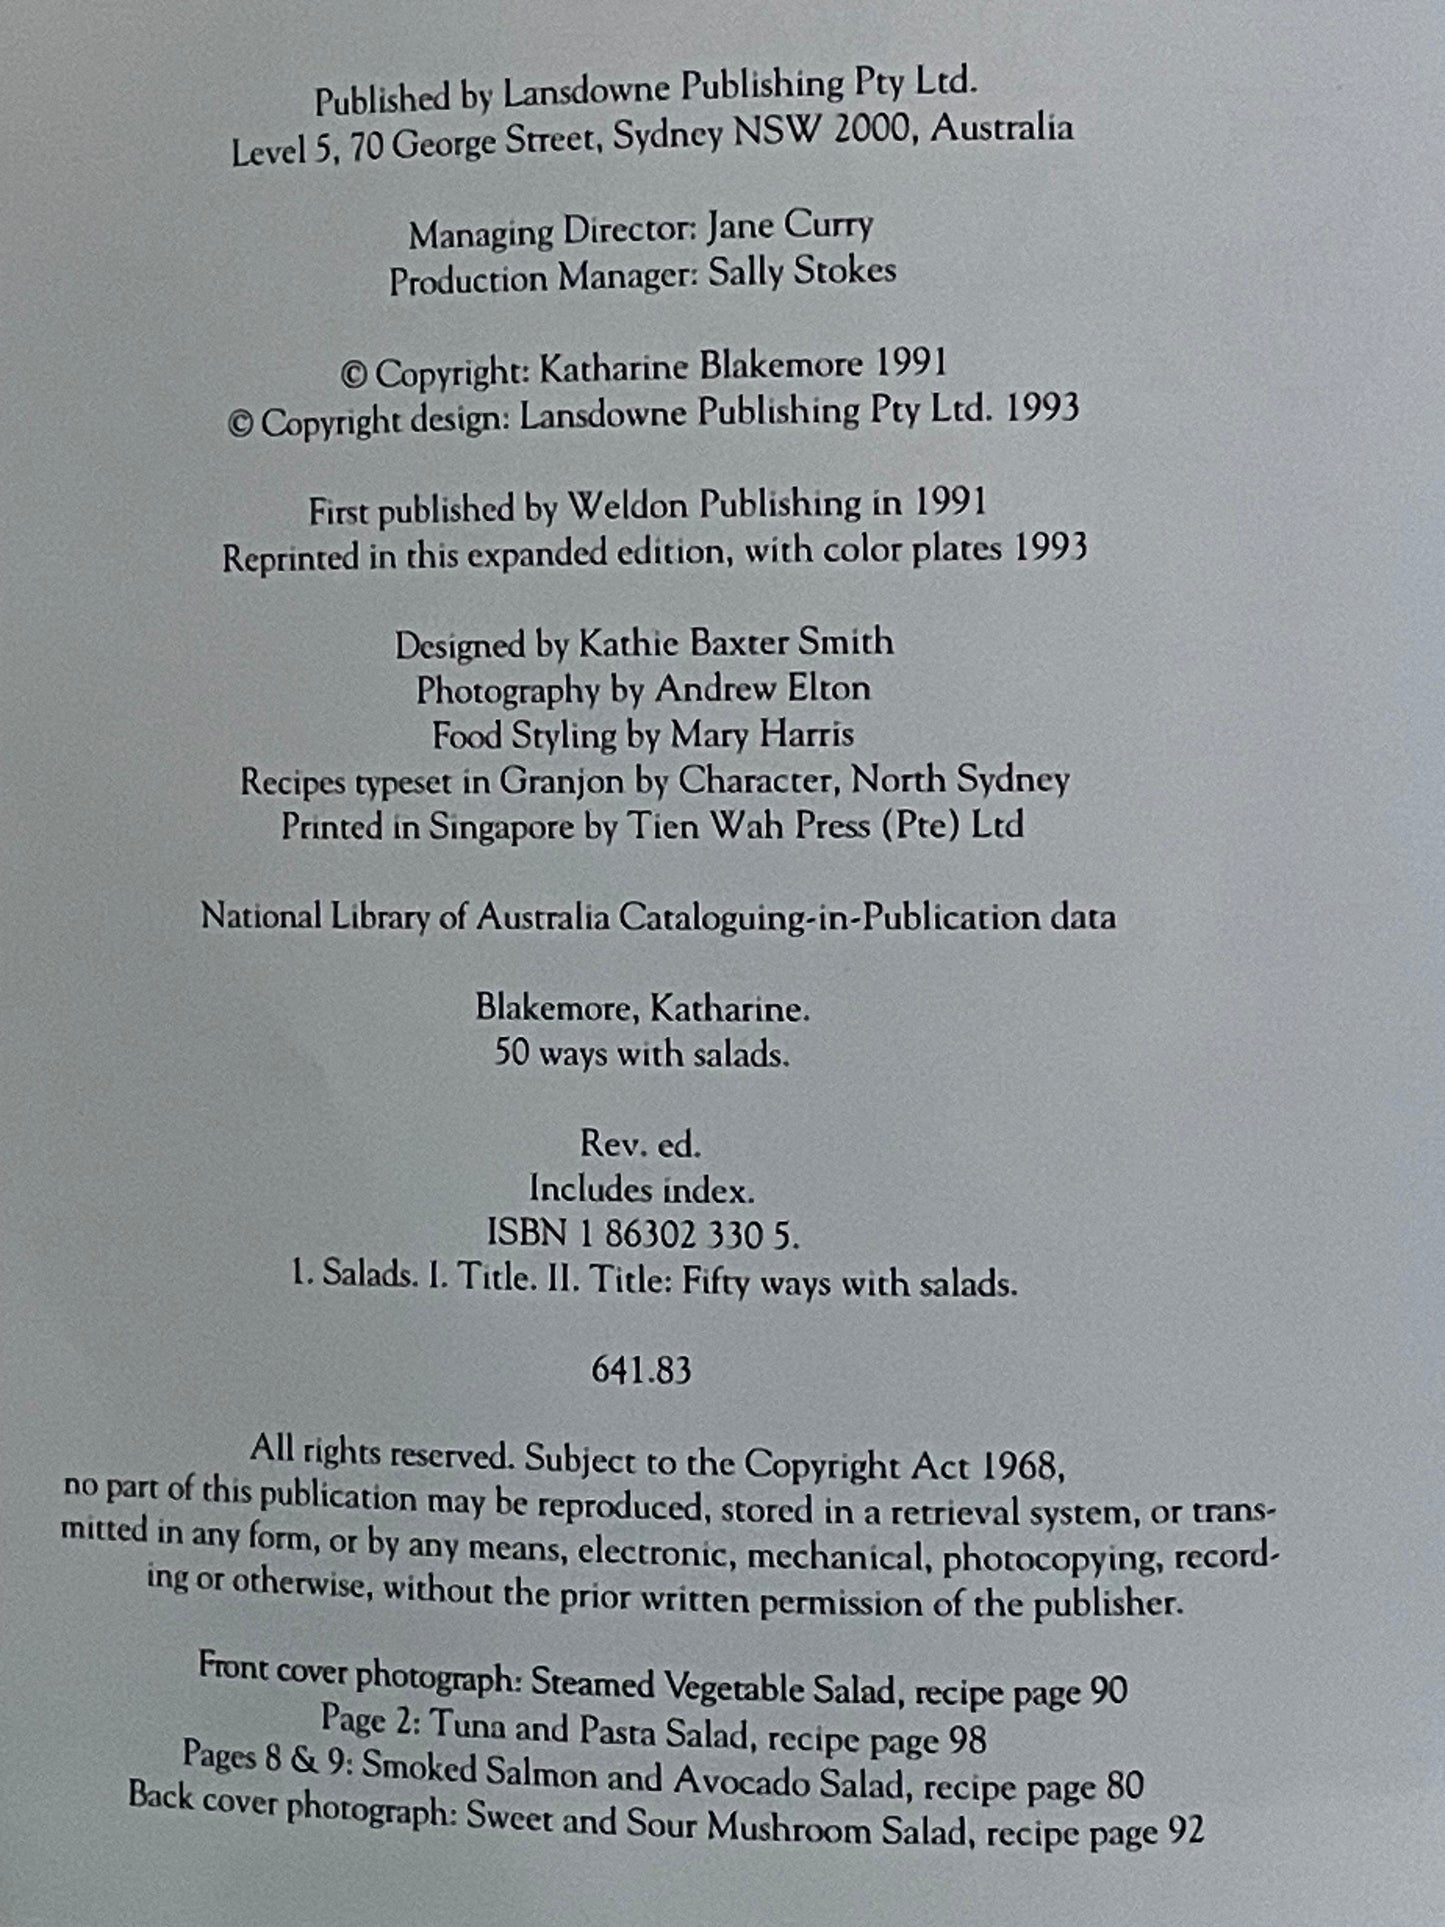 Published by Lansdowne Publishing Pty Ltd.
Level 5, 70 George Street, Sydney NSW 2000, Australia
Managing Director: Jane Curry
Production Manager: Sally Stokes
© Copyright: Katharine Blakemore 1991
© Copyright design: Lansdowne Publishing Pty Ltd. 1993
First published by Weldon Publishing in 1991
Reprinted in this expanded edition, with color plates 1993
Designed by Kathie Baxter Smith
Photography by Andrew Elton
Food Styling by Mary Harris
Recipes typeset in Granjon by Character, North Sydney
Printed in Singapore by Tien Wah Press (Pte) Ltd
National Library of Australia Cataloguing-in-Publication data
Blakemore, Katharine.
50 ways with salads.
Rev. ed.
Includes index.
ISBN 1 86302 330 5.
1. Salads. I. Title. II. Title: Fifty ways with salads.
641.83
All rights reserved. Subject to the Copyright Act 1968,
no part of this publication may be reproduced, stored in a retrieval system, or trans-
mitted in any form, or by any means, electronic, mechanical, photocopying, record-
ing or otherwise, without the prior written permission of the publisher.
Front cover photograph: Steamed Vegetable Salad, recipe page 90
Page 2: Tuna and Pasta Salad, recipe page 98
Pages 8 & 9: Smoked Salmon and Avocado Salad, recipe page 80
Back cover photograph: Sweet and Sour Mushroom Salad, recipe page 92